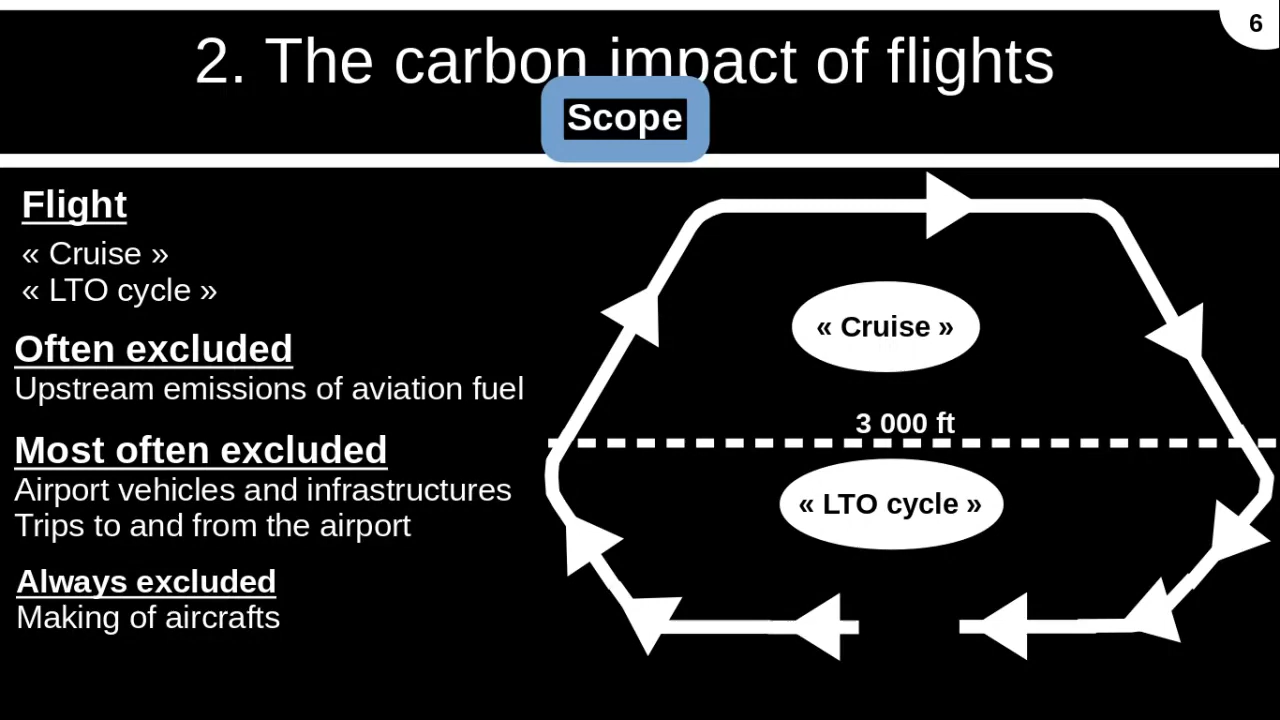 6
2. The carbon impact of flights
Scope
Flight
« Cruise »
« LTO cycle »
Often excluded
Upstream emissions of aviation fuel
Most often excluded
Airport vehicles and infrastructures
Trips to and from the airport
Always excluded
Making of aircrafts
« Cruise »
3 000 ft
« LTO cycle »